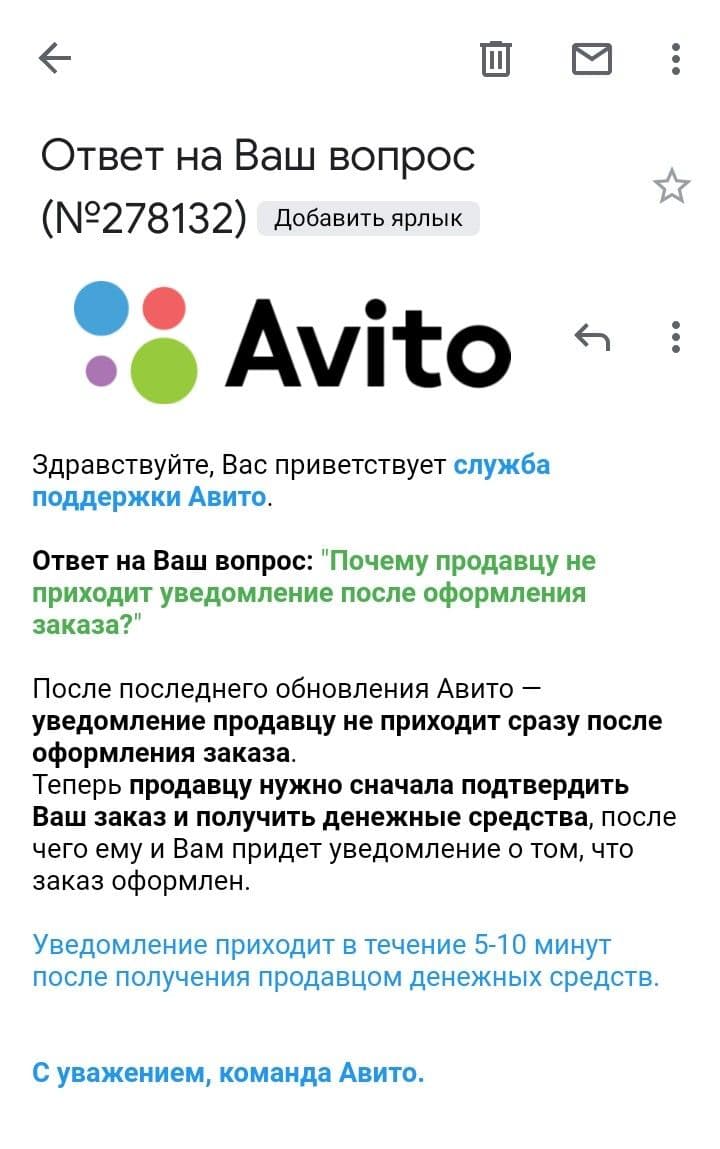 Ответ на Ваш вопрос
(№278132) Добавить ярлык
Avito
Здравствуйте, Вас приветствует служба
поддержки Авито.
Ответ на Ваш вопрос: "Почему продавцу не
приходит уведомление после оформления
заказа?"
После последнего обновления Авито —
уведомление продавцу не приходит сразу после
оформления заказа.
Теперь продавцу нужно сначала подтвердить
Ваш заказ и получить денежные средства, после
чего ему и Вам придет уведомление о том, что
заказ оформлен.
Уведомление приходит в течение 5-10 минут
после получения продавцом денежных средств.
С уважением, команда Авито.